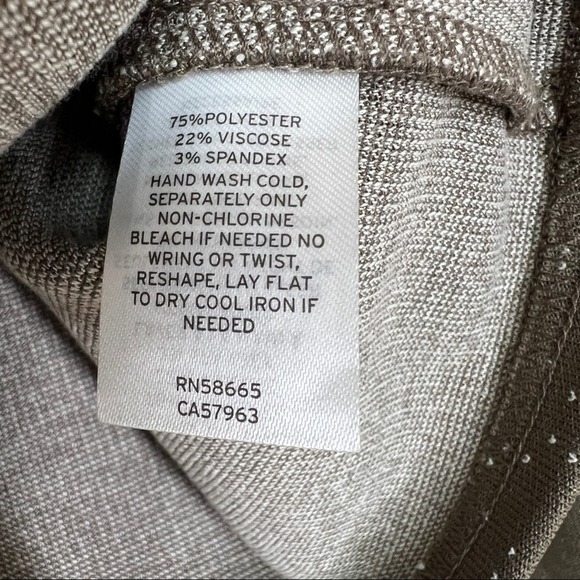 75%POLYESTER
22% VISCOSE
3% SPANDEX
HAND WASH COLD,
SEPARATELY ONLY
NON-CHLORINE
BLEACH IF NEEDED NO
WRING OR TWIST,
RESHAPE, LAY FLAT
TO DRY COOL IRON IF
NEEDED
RN58665
CA57963